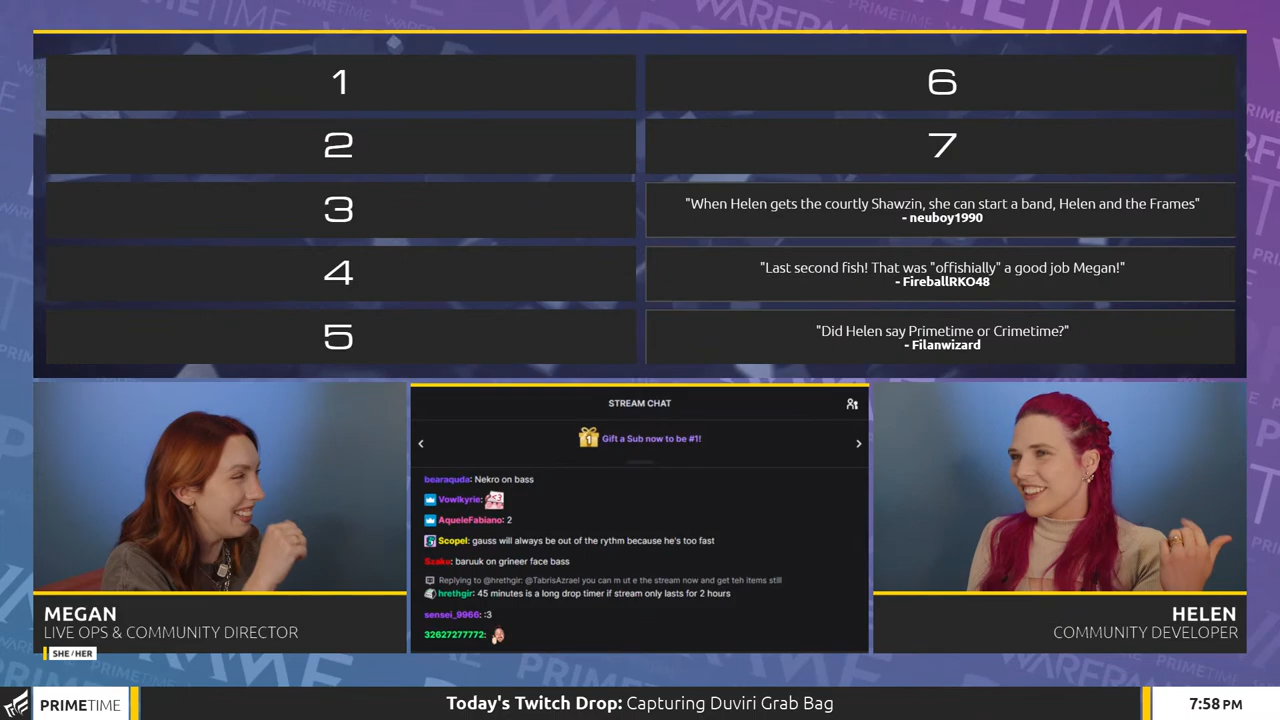 1
2
3
4
5
6
7
"When Helen gets the courtly Shawzin, she can start a band, Helen and the Frames"
- neuboy1990
"Last second fish! That was "offishially" a good job Megan!"
- FireballRKO48
"Did Helen say Primetime or Crimetime?"
- Filanwizard
STREAM CHAT
1
Gift a Sub now to be #1!
bearaquda: Nekro on bass
Vowlkyrie: <3
AqueleFabiano: 2
Scopel: gauss will always be out of the rythm because he's too fast
Szaku: baruuk on grineer face bass
Replying to @hrethgir: @TabrisAzrael you can m ut e the stream now and get teh items still
hrethgir: 45 minutes is a long drop timer if stream only lasts for 2 hours
sensei_9966: :3
32627277772:
MEGAN
LIVE OPS & COMMUNITY DIRECTOR
SHE/HER
HELEN
COMMUNITY DEVELOPER
PRIMETIME
Today's Twitch Drop: Capturing Duviri Grab Bag
7:58 PM